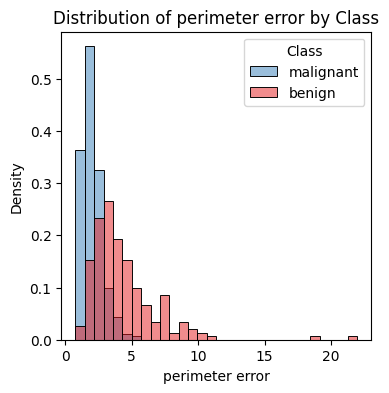 Distribution of perimeter error by Class
Class
malignant
benign
Density
0.5
0.4
0.3
0.2
0.1
0.0
0
5
10
15
20
perimeter error